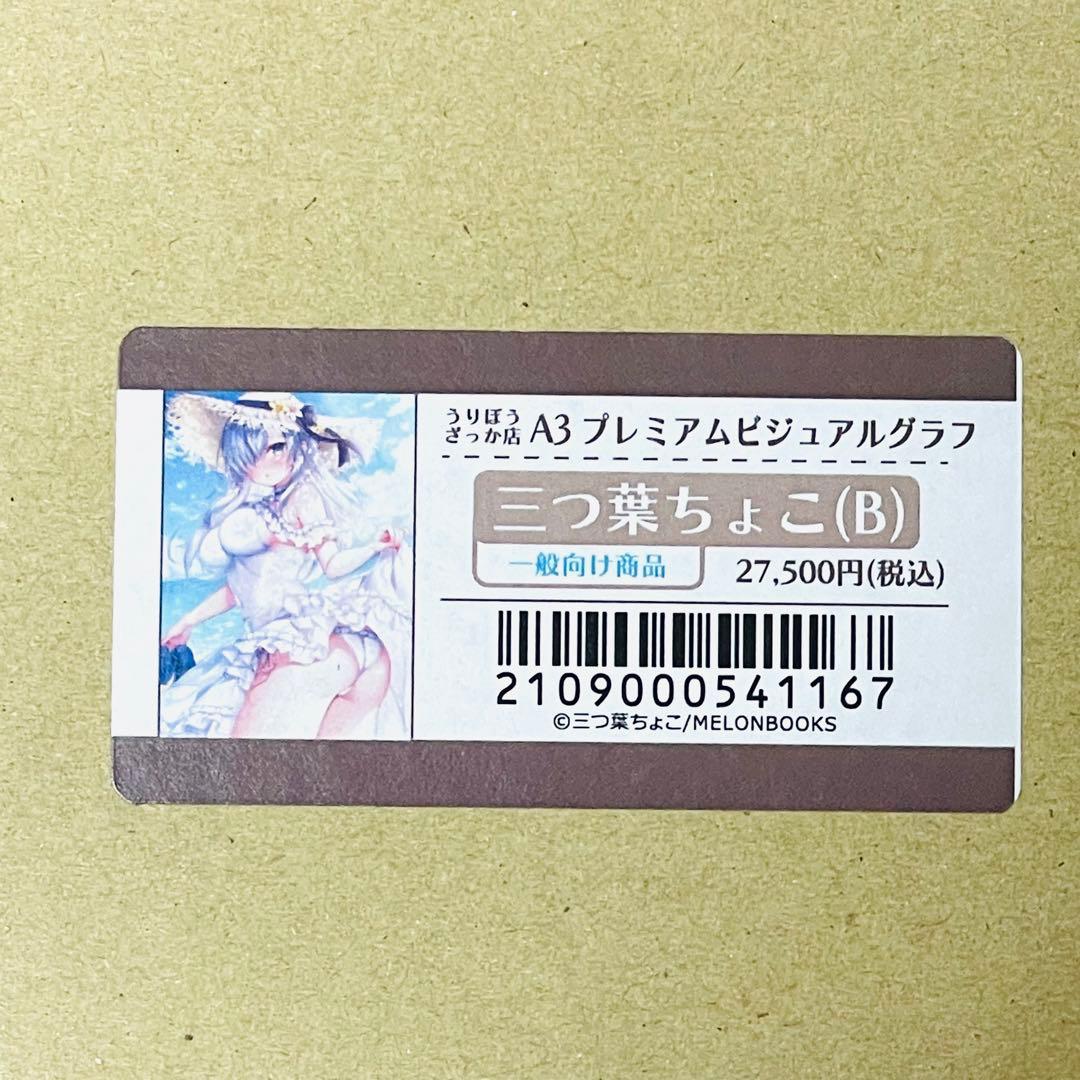 うりぼう
ざっか店 A3 プレミアムビジュアルグラフ
三つ葉ちょこ(B)
一般向け商品 27,500円(税込)
2109000541167
©三つ葉ちょこ/MELONBOOKS